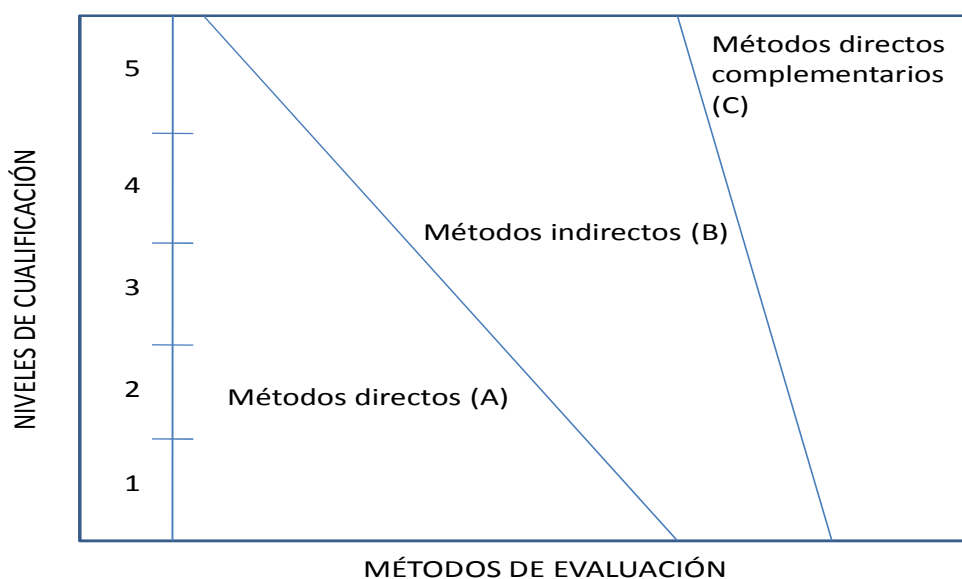 NIVELES DE CUALIFICACIÓN
5
4
3
2
1
Métodos directos
complementarios
(C)
Métodos indirectos (B)
Métodos directos (A)
MÉTODOS DE EVALUACIÓN